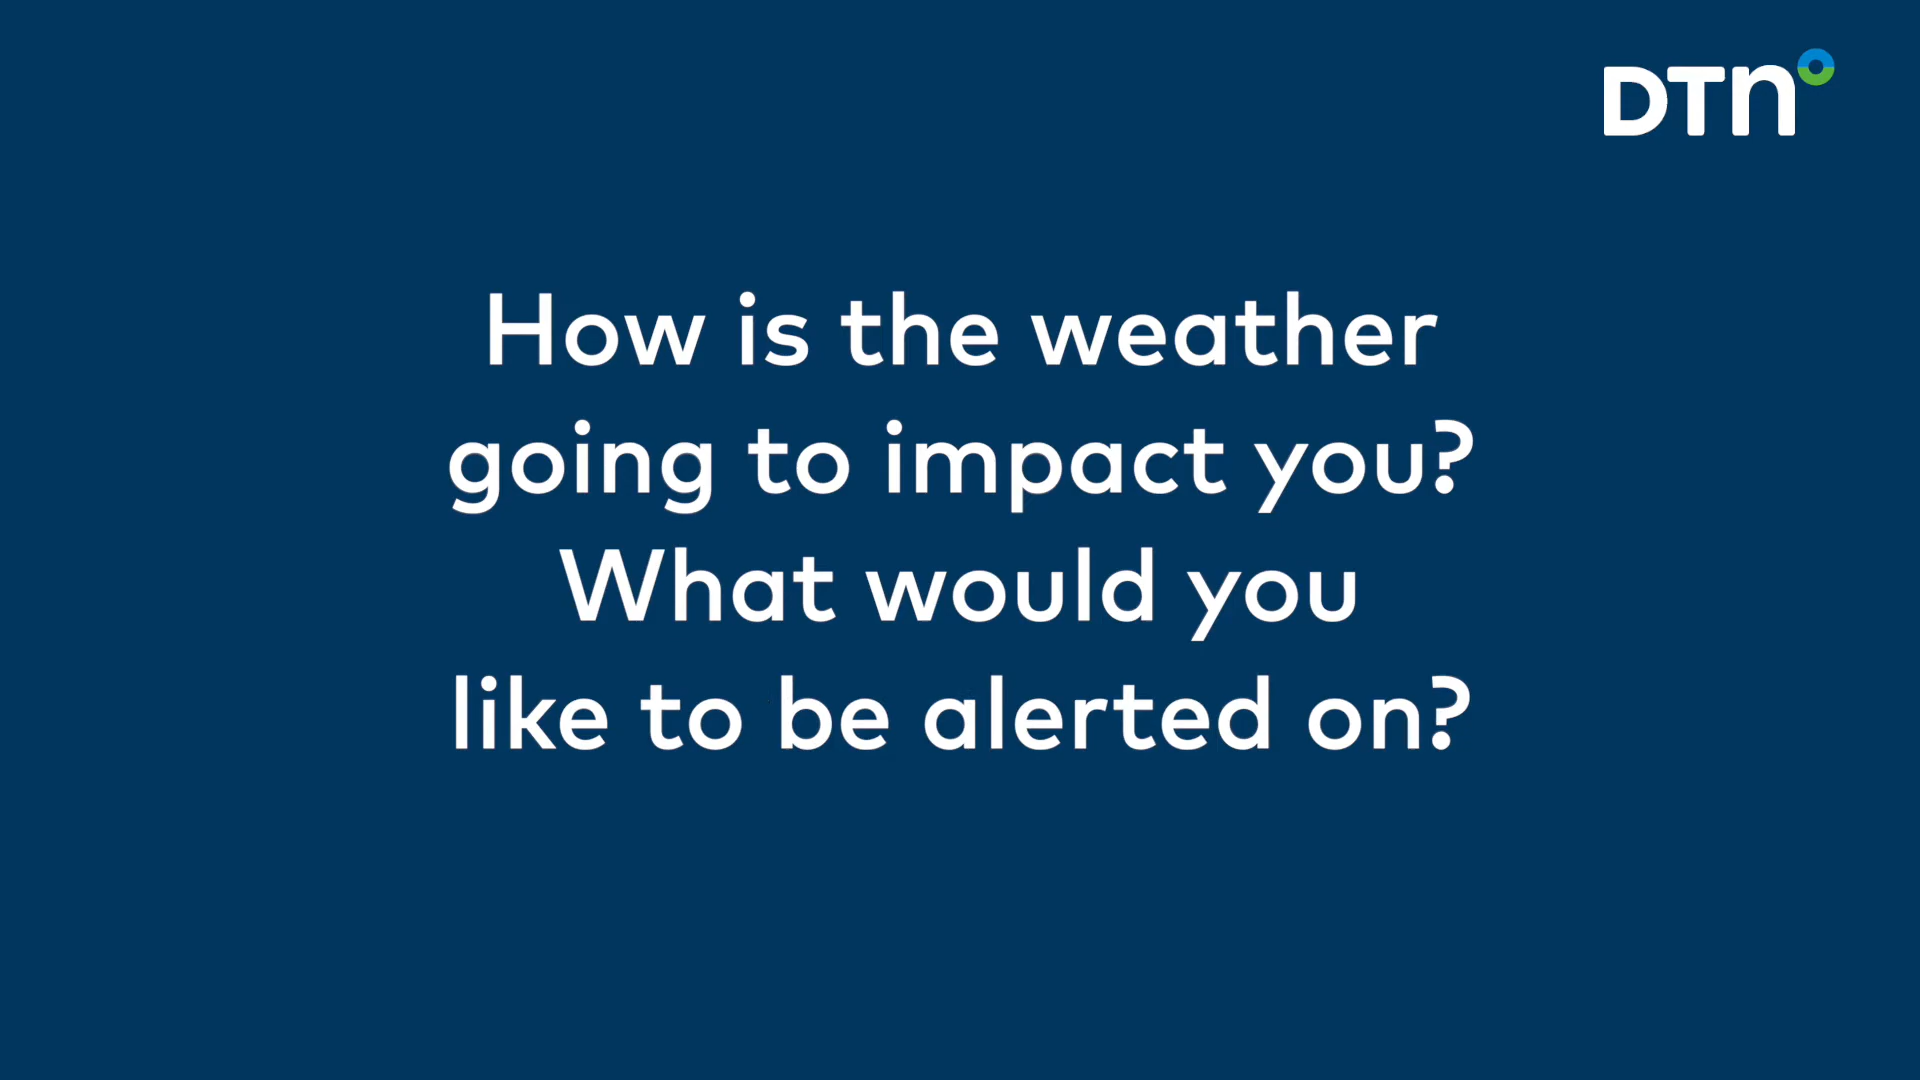 DTN
How is the weather
going to impact you?
What would you
like to be alerted on?